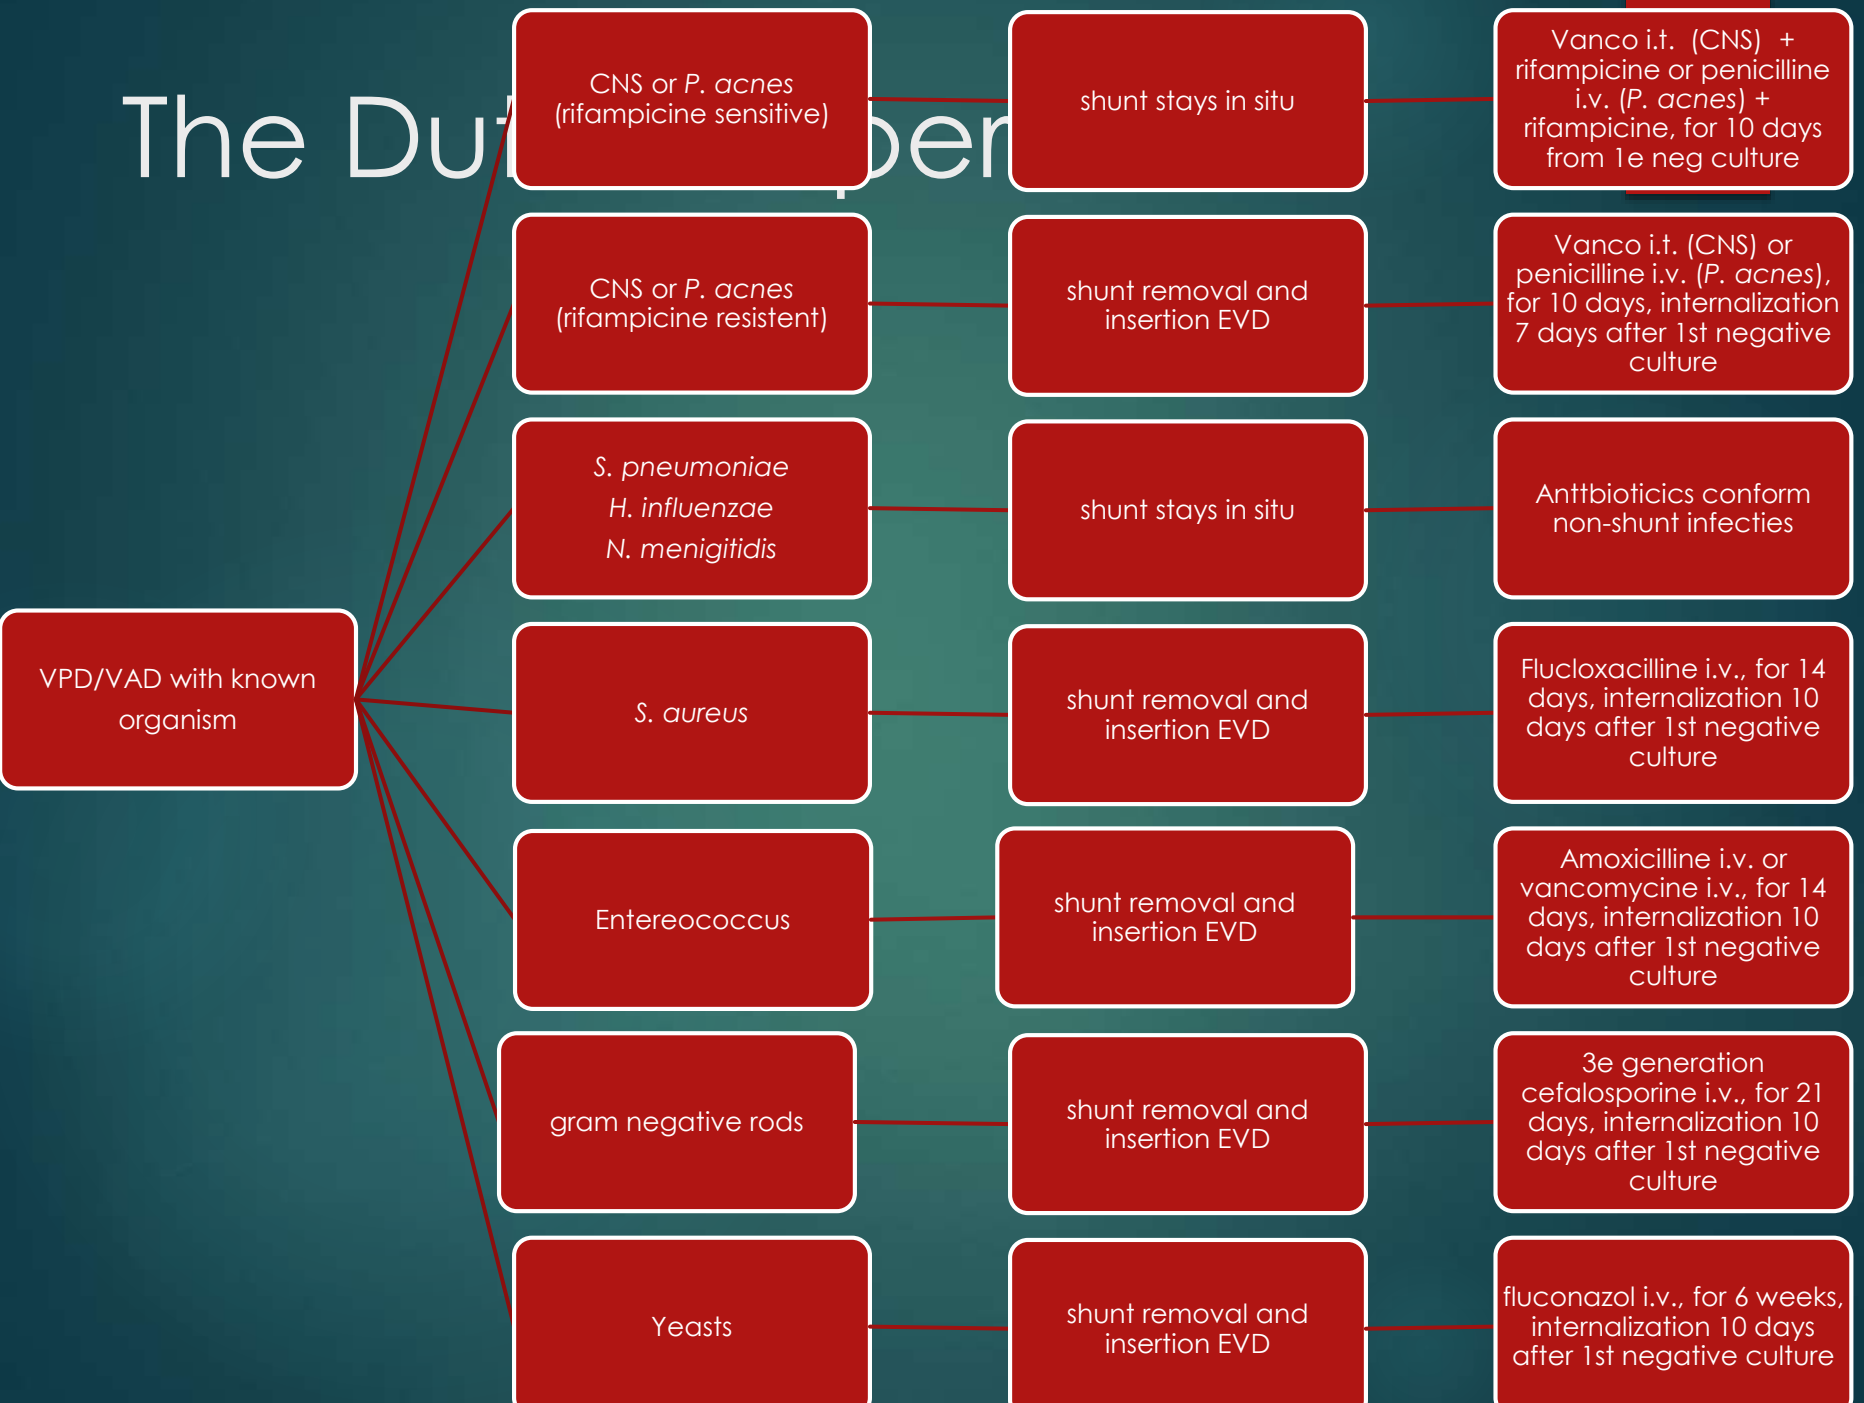 The
CNS or P. acnes
(rifampicine sensitive)
shunt stays in situ
Vanco i.t. (CNS) +
rifampicine or penicilline
i.v. (P. acnes) +
rifampicine, for 10 days
from 1e neg culture
CNS or P. acnes
(rifampicine resistent)
shunt removal and
insertion EVD
Vanco i.t. (CNS) or
penicilline i.v. (P. acnes),
for 10 days, internalization
7 days after 1st negative
culture
S. pneumoniae
H. influenzae
N. menigitidis
shunt stays in situ
Anttbioticics conform
non-shunt infecties
VPD/VAD with known
organism
S. aureus
shunt removal and
insertion EVD
Flucloxacilline i.v., for 14
days, internalization 10
days after 1st negative
culture
Entereococcus
shunt removal and
insertion EVD
Amoxicilline i.v. or
vancomycine i.v., for 14
days, internalization 10
days after 1st negative
culture
gram negative rods
shunt removal and
insertion EVD
3e generation
cefalosporine i.v., for 21
days, internalization 10
days after 1st negative
culture
Yeasts
shunt removal and
insertion EVD
fluconazol i.v., for 6 weeks,
internalization 10 days
after 1st negative culture